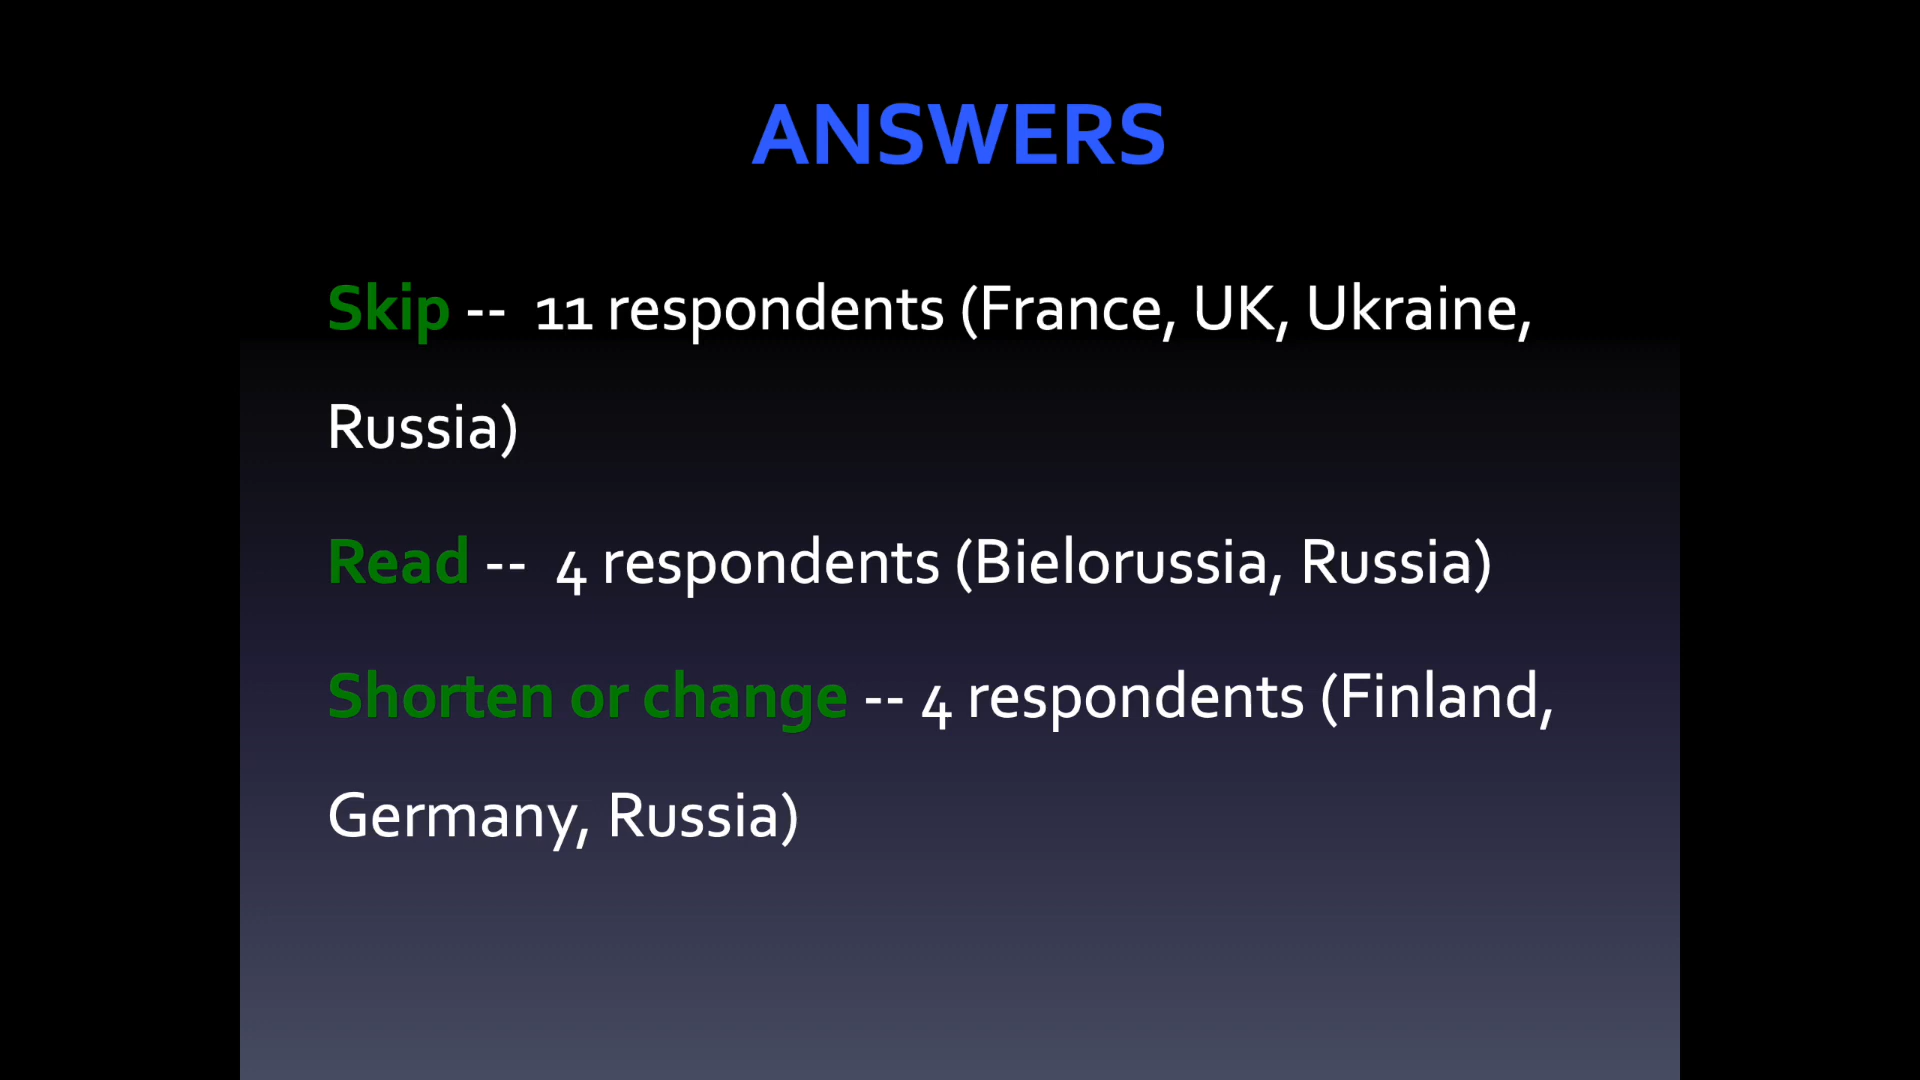 ANSWERS
Skip -- 11 respondents (France, UK, Ukraine,
Russia)
Read -- 4 respondents (Bielorussia, Russia)
Shorten or change -- 4 respondents (Finland,
Germany, Russia)